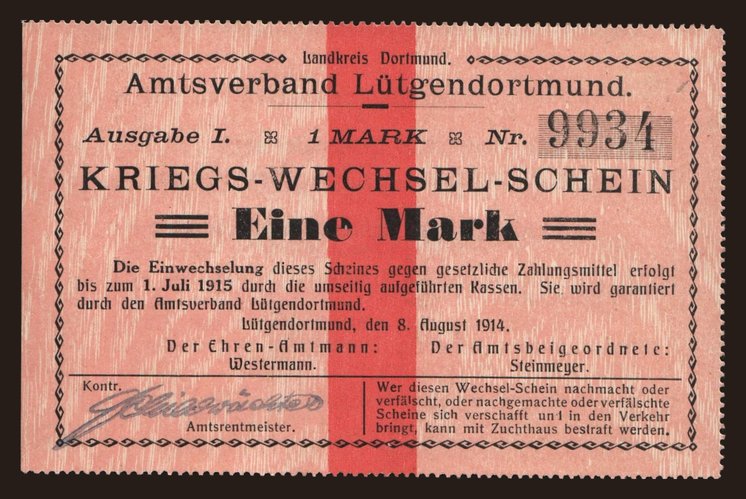 Landkreis Dortmund.
Amtsverband Lütgendortmund.
Ausgabe I. 1 MARK Nr. 9934
KRIEGS-WECHSEL-SCHEIN
Eine Mark
Die Einwechselung dieses Scheines gegen gesetzliche Zahlungsmittel erfolgt
bis zum 1. Juli 1915 durch die umseitig aufgeführten Kassen. Sie wird garantiert
durch den Amtsverband Lütgendortmund.
Lütgendortmund, den 8. August 1914.
Der Ehren-Amtmann: Der Amtsbeigeordnete:
Westermann. Steinmeyer.
Kontr.
Amtsrentmeister.
Wer diesen Wechsel-Schein nachmacht oder
verfälscht, oder nachgemachte oder verfälschte
Scheine sich verschafft und in den Verkehr
bringt, kann mit Zuchthaus bestraft werden.